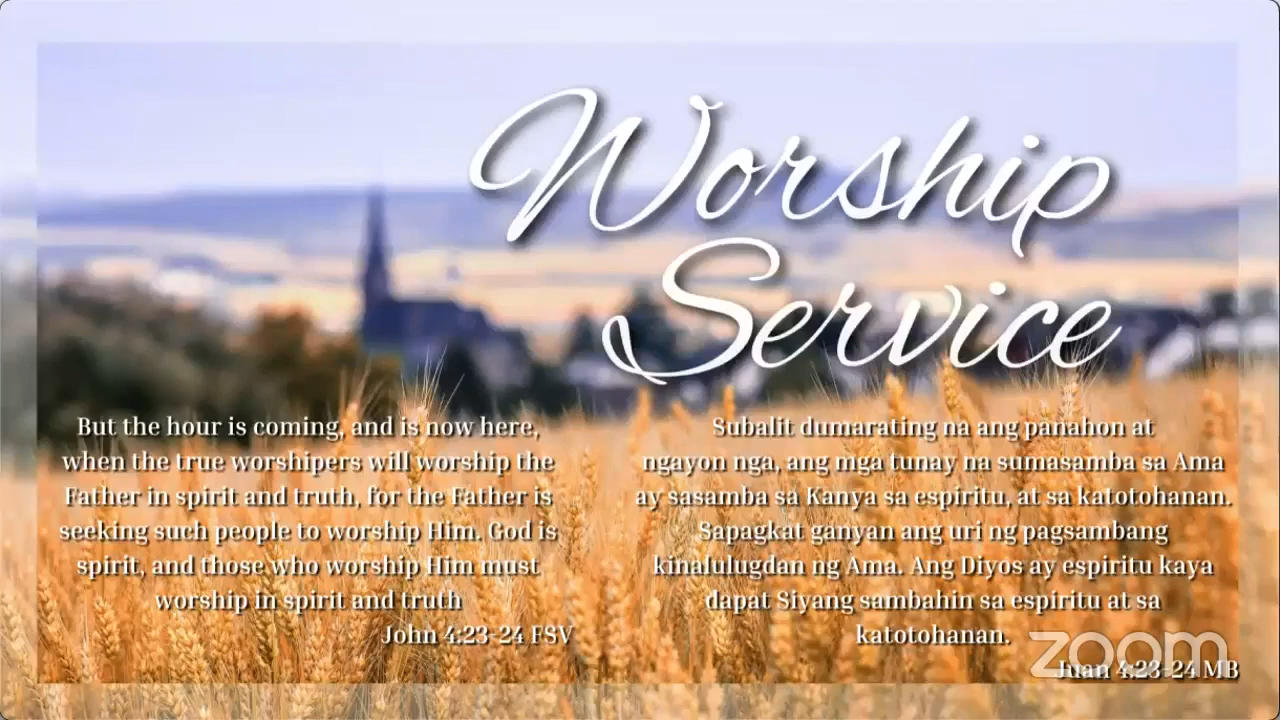 Worship
Service
But the hour is coming, and is now here,
when the true worshipers will worship the
Father in spirit and truth, for the Father is
seeking such people to worship Him. God is
spirit, and those who worship Him must
worship in spirit and truth
John 4:23-24 FSV
Subalit dumarating na ang panahon at
ngayon nga, ang mga tunay na sumasamba sa Ama
ay sasamba sa Kanya sa espiritu, at sa katotohanan.
Sapagkat ganyan ang uri ng pagsambang
kinalulugdan ng Ama. Ang Diyos ay espiritu kaya
dapat Siyang sambahin sa espiritu at sa
katotohanan.
Juan 4:23-24 MB
zoom